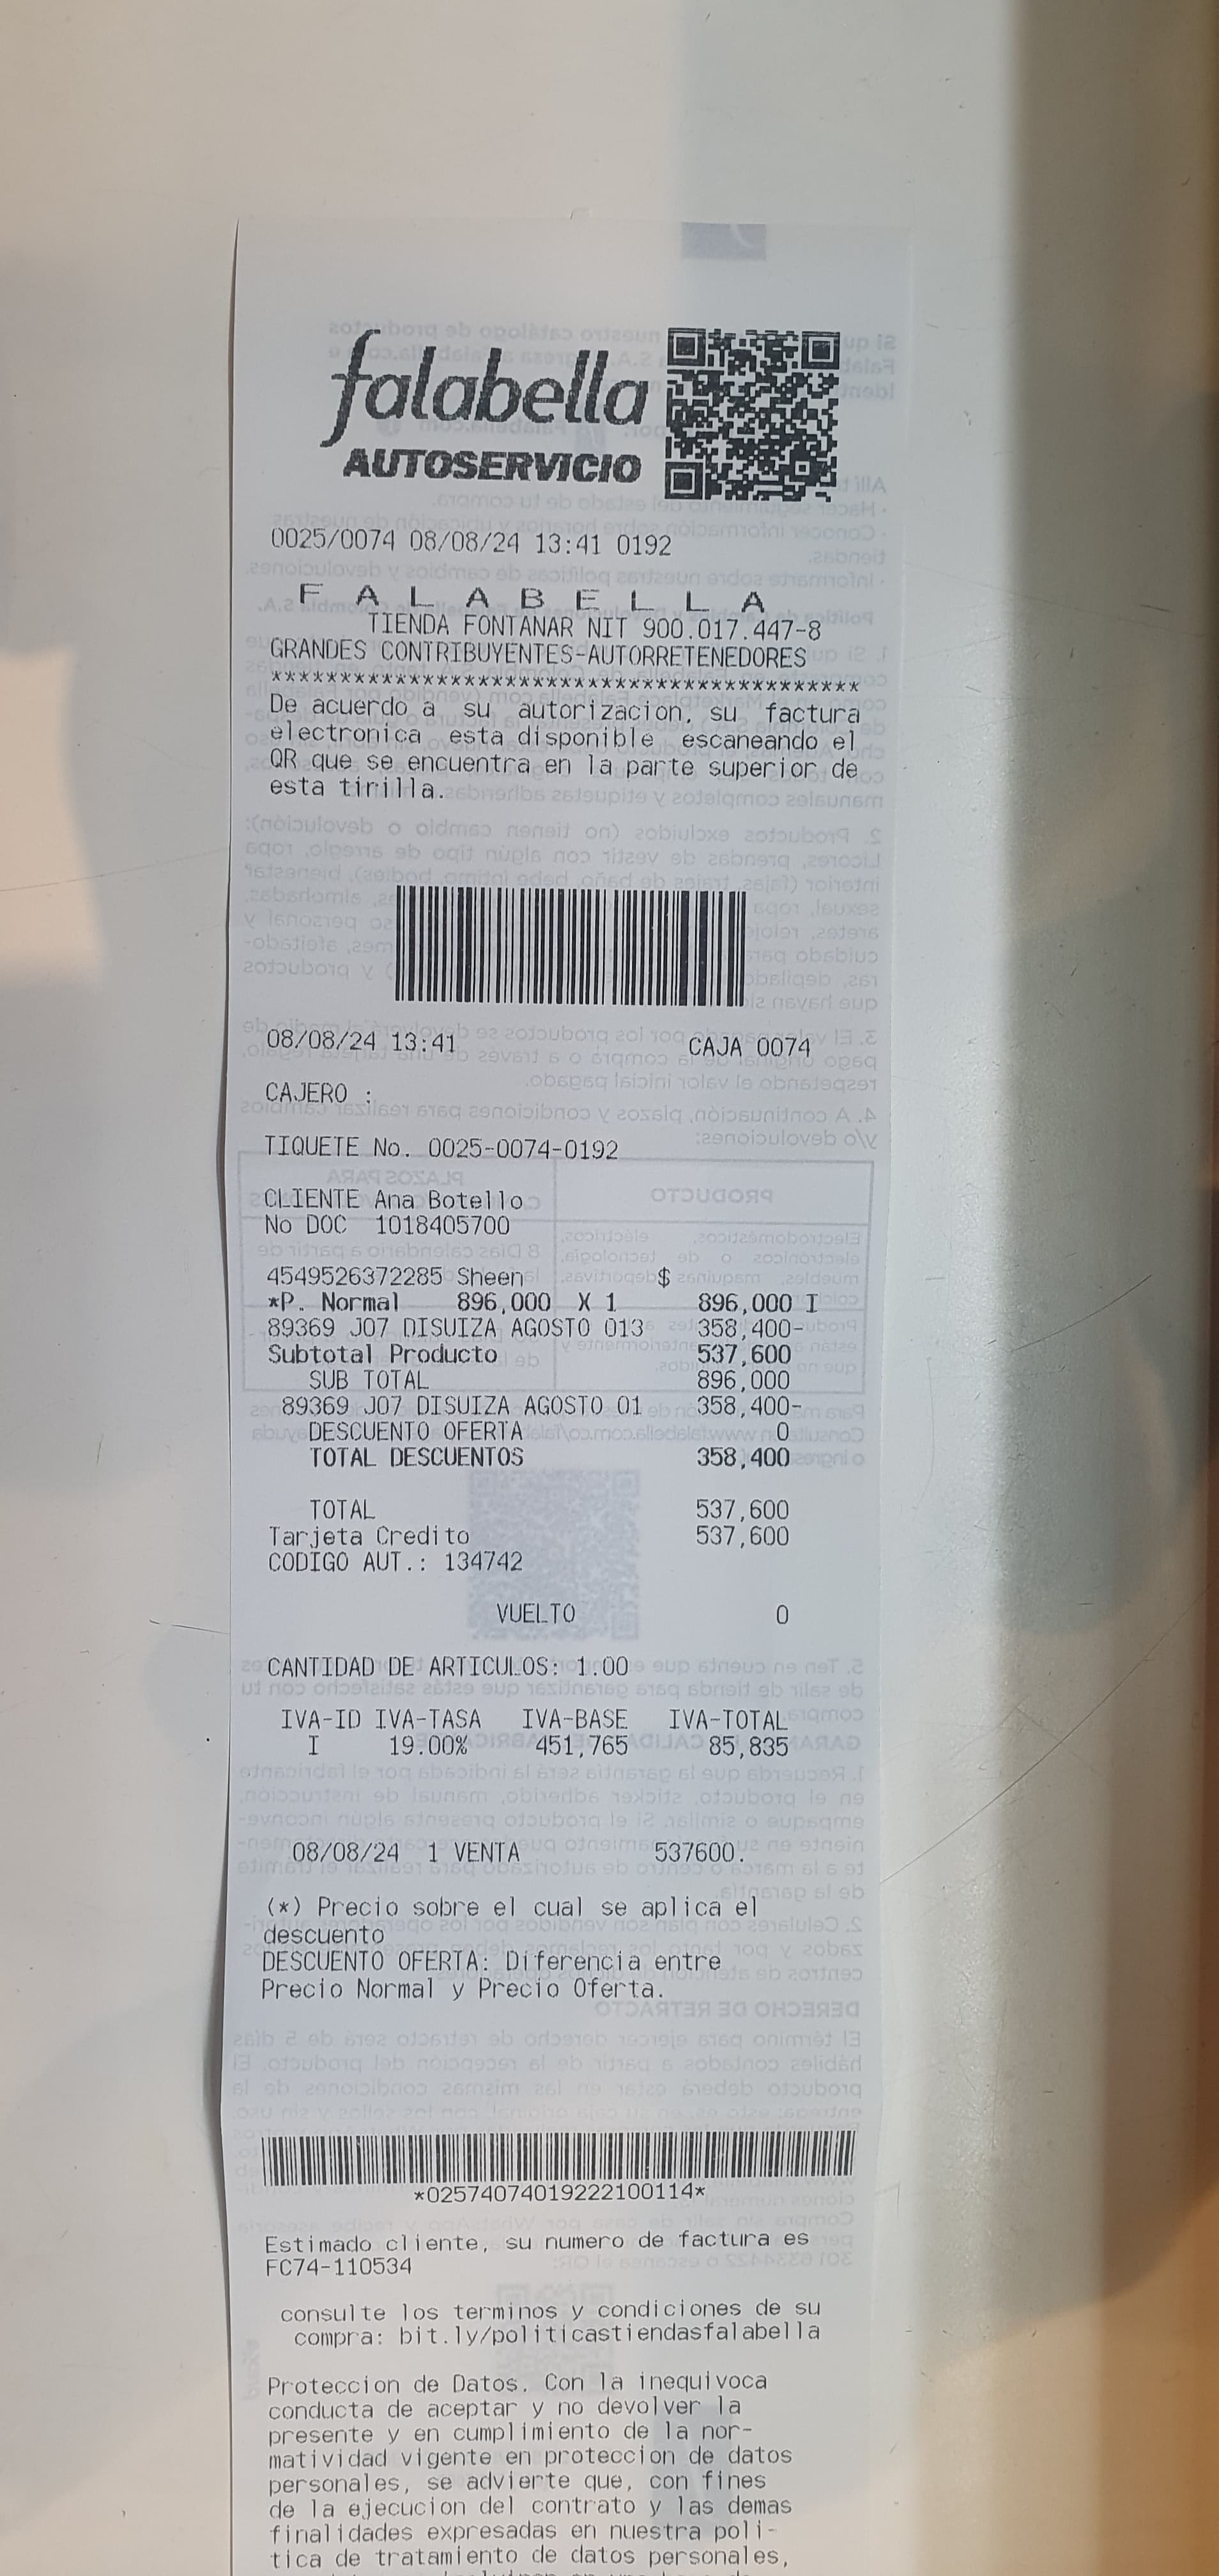 falabella
AUTOSERVICIO
0025/0074 08/08/24 13:41 0192
F A L A B E L L A
TIENDA FONTANAR NIT 900.017.447-8
GRANDES CONTRIBUYENTES-AUTORRETENEDORES
********************************************
De acuerdo a su autorizacion, su factura
electronica esta disponible escaneando el
QR que se encuentra en la parte superior de
esta tirilla.
08/08/24 13:41 CAJA 0074
CAJERO :
TIQUETE No. 0025-0074-0192
CLIENTE Ana Botello
No DOC 1018405700
4549526372285 Sheen $
*P. Normal 896,000 X 1 896,000 I
89369 J07 DISUIZA AGOSTO 013 358,400-
Subtotal Producto 537,600
SUB TOTAL 896,000
89369 J07 DISUIZA AGOSTO 01 358,400-
DESCUENTO OFERTA 0
TOTAL DESCUENTOS 358,400
TOTAL 537,600
Tarjeta Credito 537,600
CODIGO AUT.: 134742
VUELTO 0
CANTIDAD DE ARTICULOS: 1.00
IVA-ID IVA-TASA IVA-BASE IVA-TOTAL
I 19.00% 451,765 85,835
08/08/24 1 VENTA 537600.
(*) Precio sobre el cual se aplica el
descuento
DESCUENTO OFERTA: Diferencia entre
Precio Normal y Precio Oferta.
*02574074019222100114*
Estimado cliente, su numero de factura es
FC74-110534
consulte los terminos y condiciones de su
compra: bit.ly/politicastiendasfalabella
Proteccion de Datos. Con la inequivoca
conducta de aceptar y no devolver la
presente y en cumplimiento de la nor-
matividad vigente en proteccion de datos
personales, se advierte que, con fines
de la ejecucion del contrato y las demas
finalidades expresadas en nuestra poli-
tica de tratamiento de datos personales,